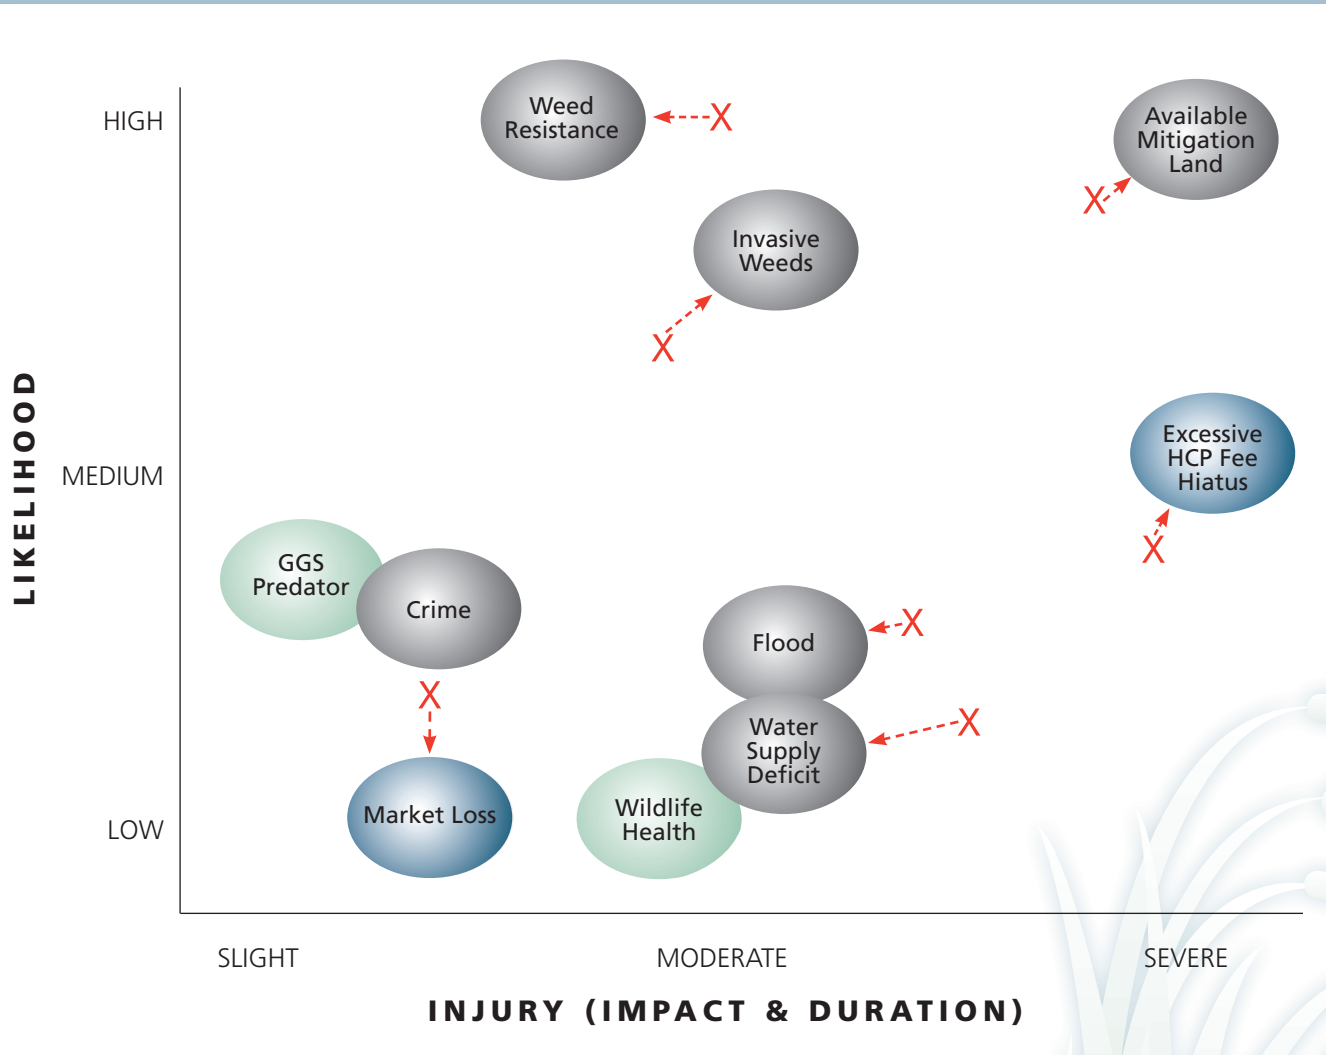 HIGH
Weed
Resistance
X
Available
Mitigation
Land
X
Invasive
Weeds
X
LIKELIHOOD
MEDIUM
Excessive
HCP Fee
Hiatus
X
GGS
Predator
Crime
Flood
X
X
Water
Supply
Deficit
X
Market Loss
Wildlife
Health
LOW
SLIGHT
MODERATE
SEVERE
INJURY (IMPACT & DURATION)